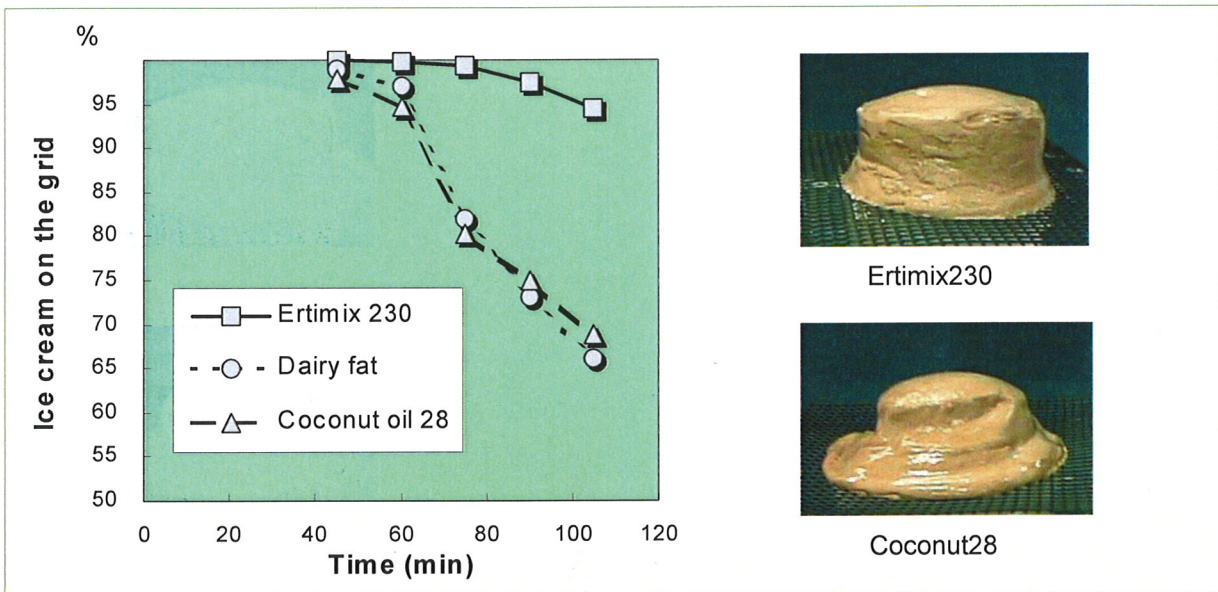 %
Ice cream on the grid
95
90
85
80
75
70
65
60
55
50
Ertimix 230
Dairy fat
Coconut oil 28
0 20 40 60 80 100 120
Time (min)
Ertimix230
Coconut28